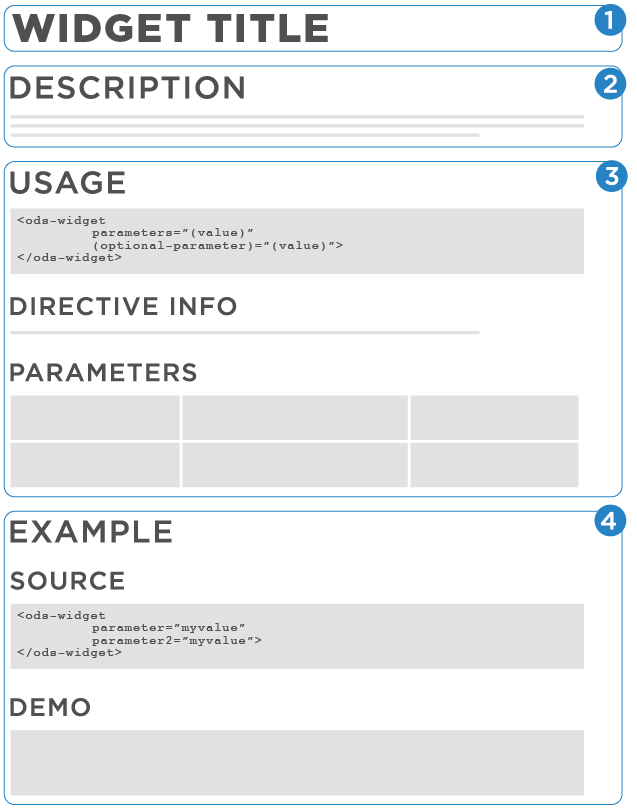 WIDGET TITLE
1
DESCRIPTION
2
USAGE
3
<ods-widget
parameters="(value)"
(optional-parameter)="(value)">
</ods-widget>
DIRECTIVE INFO
PARAMETERS
EXAMPLE
4
SOURCE
<ods-widget
parameter="myvalue"
parameter2="myvalue">
</ods-widget>
DEMO